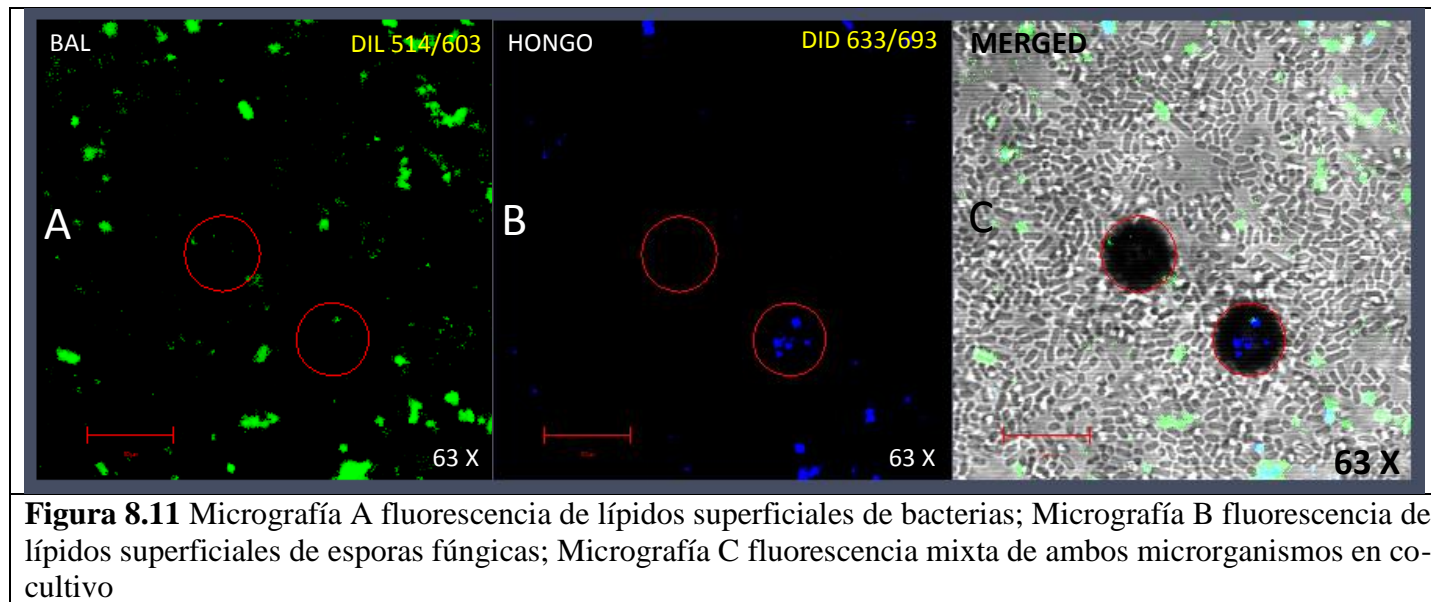 BAL
DIL 514/603
A
63 X
HONGO
DID 633/693
B
63 X
MERGED
C
63 X
Figura 8.11 Micrografía A fluorescencia de lípidos superficiales de bacterias; Micrografía B fluorescencia de
lípidos superficiales de esporas fúngicas; Micrografía C fluorescencia mixta de ambos microrganismos en co-
cultivo